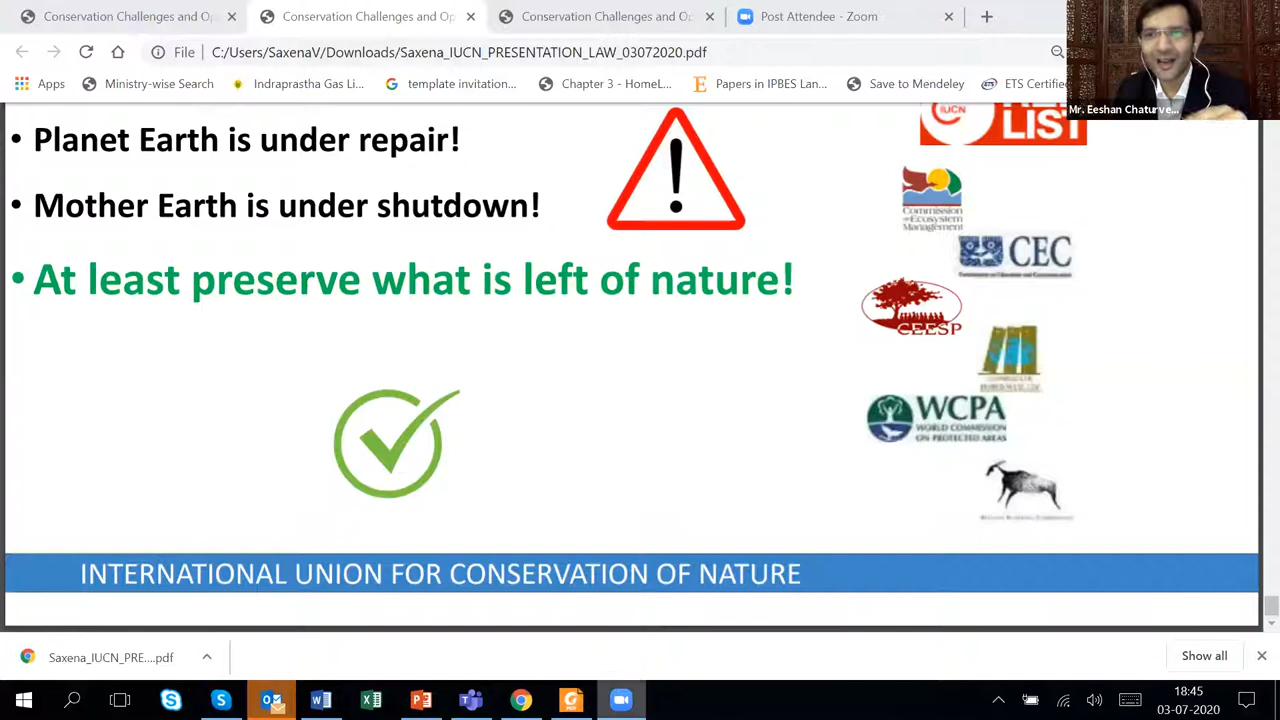 Conservation Challenges and Op
Conservation Challenges and Op
Conservation Challenges and Op
Post Attendee - Zoom
File
C:/Users/SaxenaV/Downloads/Saxena_IUCN_PRESENTATION_LAW_03072020.pdf
Apps
Ministry-wise Search
Indraprastha Gas Li...
template invitation...
Chapter 3 - HomeL...
Papers in IPBES Lan...
Save to Mendeley
ETS Certifie
Mr. Eeshan Chaturve...
• Planet Earth is under repair!
IUCN
LIST
• Mother Earth is under shutdown!
Commission
on Ecosystem
Management
CEC
• At least preserve what is left of nature!
CEESP
WCPA
WORLD COMMISSION
ON PROTECTED AREAS
INTERNATIONAL UNION FOR CONSERVATION OF NATURE
Saxena_IUCN_PRE....pdf
Show all
18:45
03-07-2020